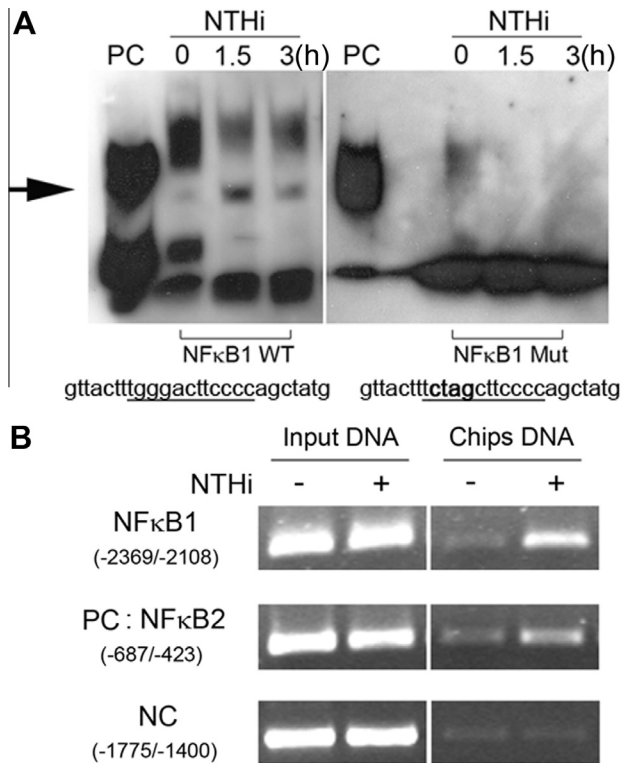 A
NTHi NTHi
PC 0 1.5 3(h) PC 0 1.5 3(h)
NFκB1 WT NFκB1 Mut
gttactttgggacttccccagctatg gttactttctagcttccccagctatg
B
Input DNA Chips DNA
NTHi - + - +
NFκB1
(-2369/-2108)
PC : NFκB2
(-687/-423)
NC
(-1775/-1400)